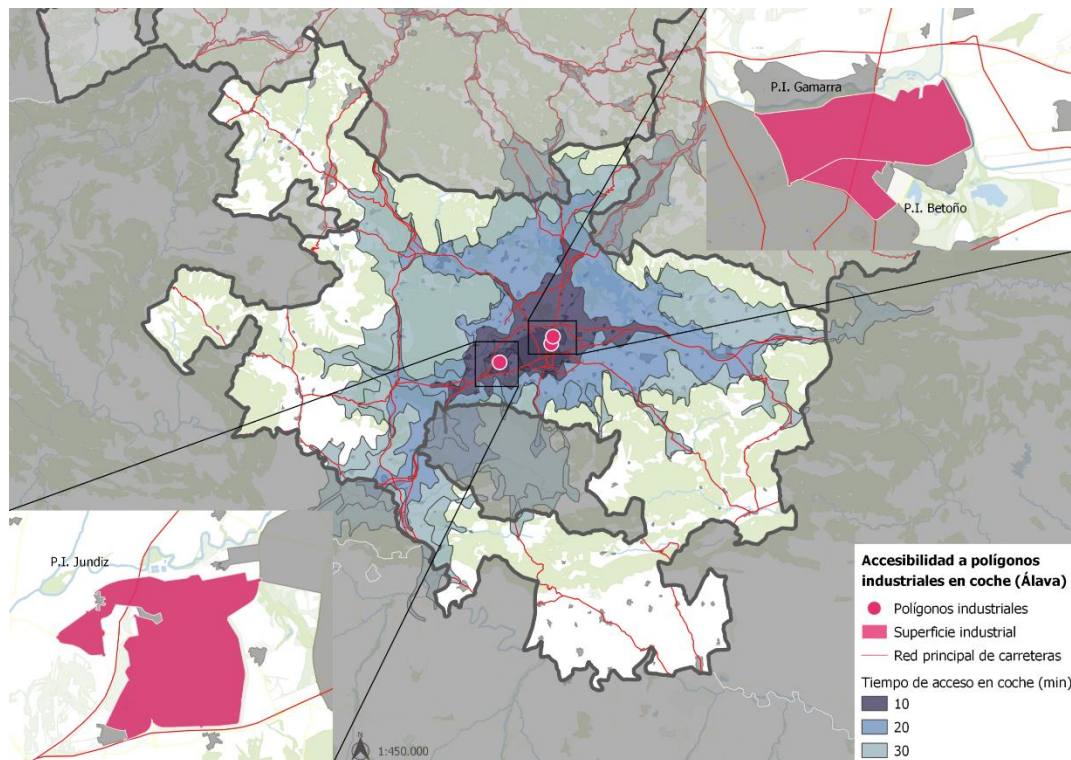 P.I. Gamarra
P.I. Betoño
P.I. Jundiz
Accesibilidad a polígonos
industriales en coche (Álava)
Polígonos industriales
Superficie industrial
Red principal de carreteras
Tiempo de acceso en coche (min)
10
20
30
N
1:450.000